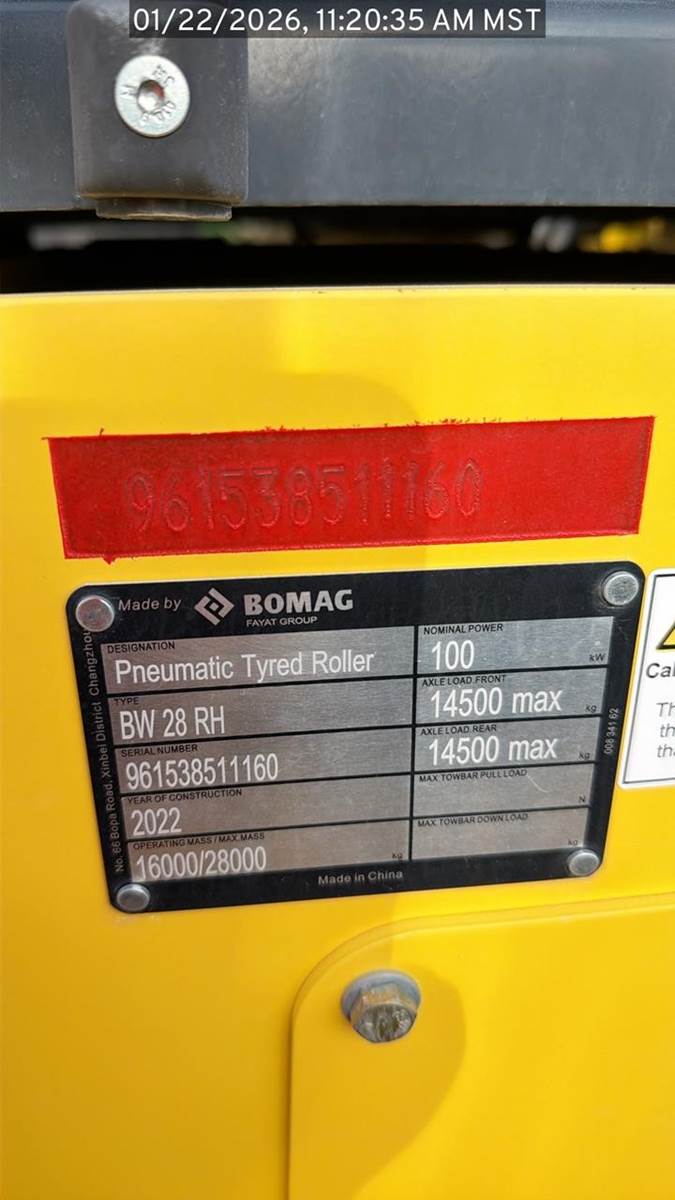 01/22/2026, 11:20:35 AM MST
961538511160
Made by BOMAG
FAYAT GROUP
DESIGNATION
Pneumatic Tyred Roller
TYPE
BW 28 RH
SERIAL NUMBER
961538511160
YEAR OF CONSTRUCTION
2022
OPERATING MASS / MAX.MASS
16000/28000 kg
NOMINAL POWER
100 kW
AXLE LOAD FRONT
14500 max kg
AXLE LOAD REAR
14500 max kg
MAX TOWBAR PULL LOAD
N
MAX TOWBAR DOWN LOAD
kg
Made in China
No. 66 Bopa Road, Xinbei District Changzhou
008 341 62